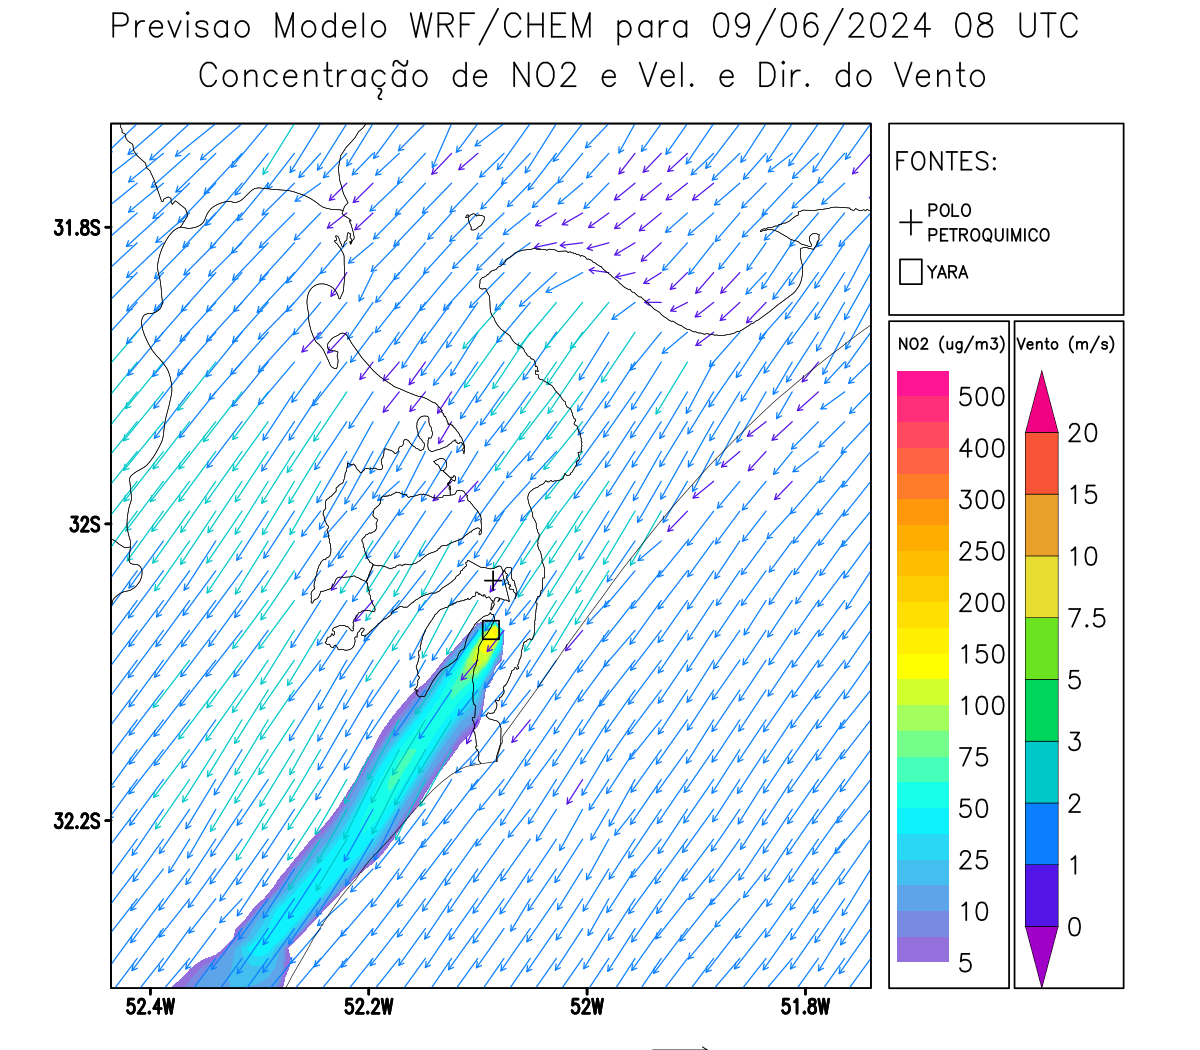 Previsao Modelo WRF/CHEM para 09/06/2024 08 UTC
Concentração de NO2 e Vel. e Dir. do Vento
FONTES:
POLO
PETROQUIMICO
YARA
31.8S
32S
32.2S
52.4W
52.2W
52W
51.8W
NO2 (ug/m3)
500
400
300
250
200
150
100
75
50
25
10
5
Vento (m/s)
20
15
10
7.5
5
3
2
1
0